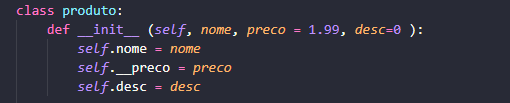 class produto:
    def __init__ (self, nome, preco = 1.99, desc=0 ):
        self.nome = nome
        self.__preco = preco
        self.desc = desc